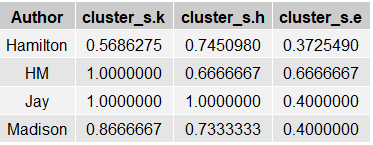 Author cluster_s.k cluster_s.h cluster_s.e
Hamilton 0.5686275 0.7450980 0.3725490
HM 1.0000000 0.6666667 0.6666667
Jay 1.0000000 1.0000000 0.4000000
Madison 0.8666667 0.7333333 0.4000000